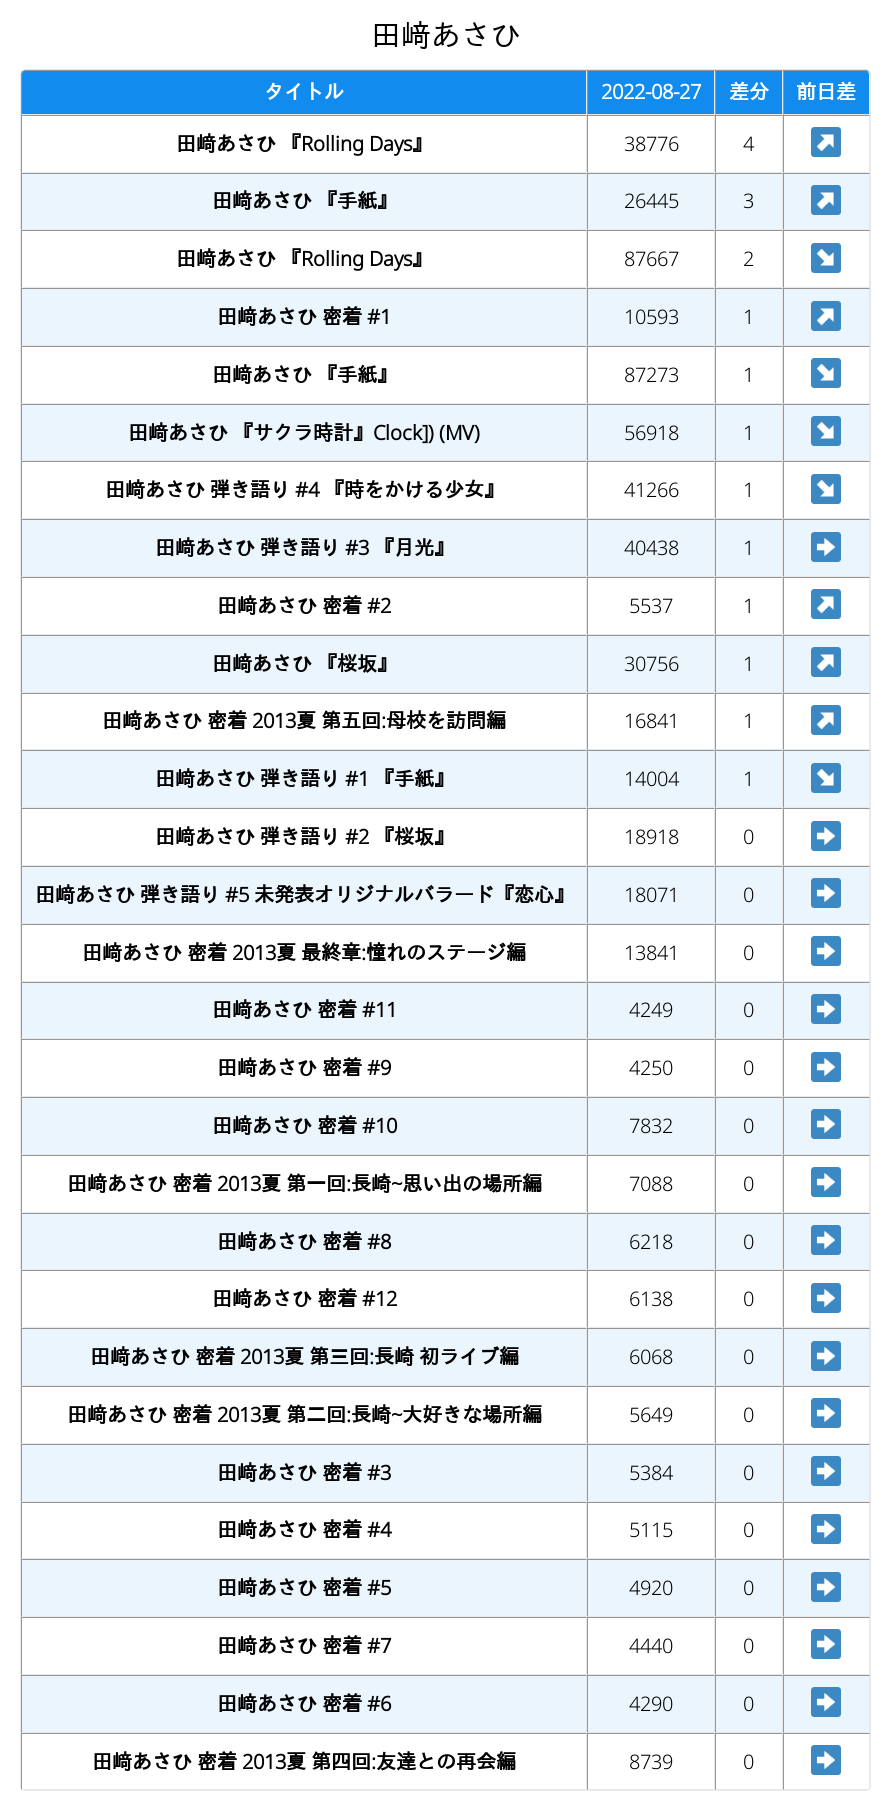 田﨑あさひ
タイトル 2022-08-27 差分 前日差
田﨑あさひ 『Rolling Days』 38776 4 ↗
田﨑あさひ 『手紙』 26445 3 ↗
田﨑あさひ 『Rolling Days』 87667 2 ↘
田﨑あさひ 密着 #1 10593 1 ↗
田﨑あさひ 『手紙』 87273 1 ↘
田﨑あさひ 『サクラ時計』Clock]) (MV) 56918 1 ↘
田﨑あさひ 弾き語り #4 『時をかける少女』 41266 1 ↘
田﨑あさひ 弾き語り #3 『月光』 40438 1 ➡
田﨑あさひ 密着 #2 5537 1 ↗
田﨑あさひ 『桜坂』 30756 1 ↗
田﨑あさひ 密着 2013夏 第五回:母校を訪問編 16841 1 ↗
田﨑あさひ 弾き語り #1 『手紙』 14004 1 ↘
田﨑あさひ 弾き語り #2 『桜坂』 18918 0 ➡
田﨑あさひ 弾き語り #5 未発表オリジナルバラード『恋心』 18071 0 ➡
田﨑あさひ 密着 2013夏 最終章:憧れのステージ編 13841 0 ➡
田﨑あさひ 密着 #11 4249 0 ➡
田﨑あさひ 密着 #9 4250 0 ➡
田﨑あさひ 密着 #10 7832 0 ➡
田﨑あさひ 密着 2013夏 第一回:長崎~思い出の場所編 7088 0 ➡
田﨑あさひ 密着 #8 6218 0 ➡
田﨑あさひ 密着 #12 6138 0 ➡
田﨑あさひ 密着 2013夏 第三回:長崎 初ライブ編 6068 0 ➡
田﨑あさひ 密着 2013夏 第二回:長崎~大好きな場所編 5649 0 ➡
田﨑あさひ 密着 #3 5384 0 ➡
田﨑あさひ 密着 #4 5115 0 ➡
田﨑あさひ 密着 #5 4920 0 ➡
田﨑あさひ 密着 #7 4440 0 ➡
田﨑あさひ 密着 #6 4290 0 ➡
田﨑あさひ 密着 2013夏 第四回:友達との再会編 8739 0 ➡